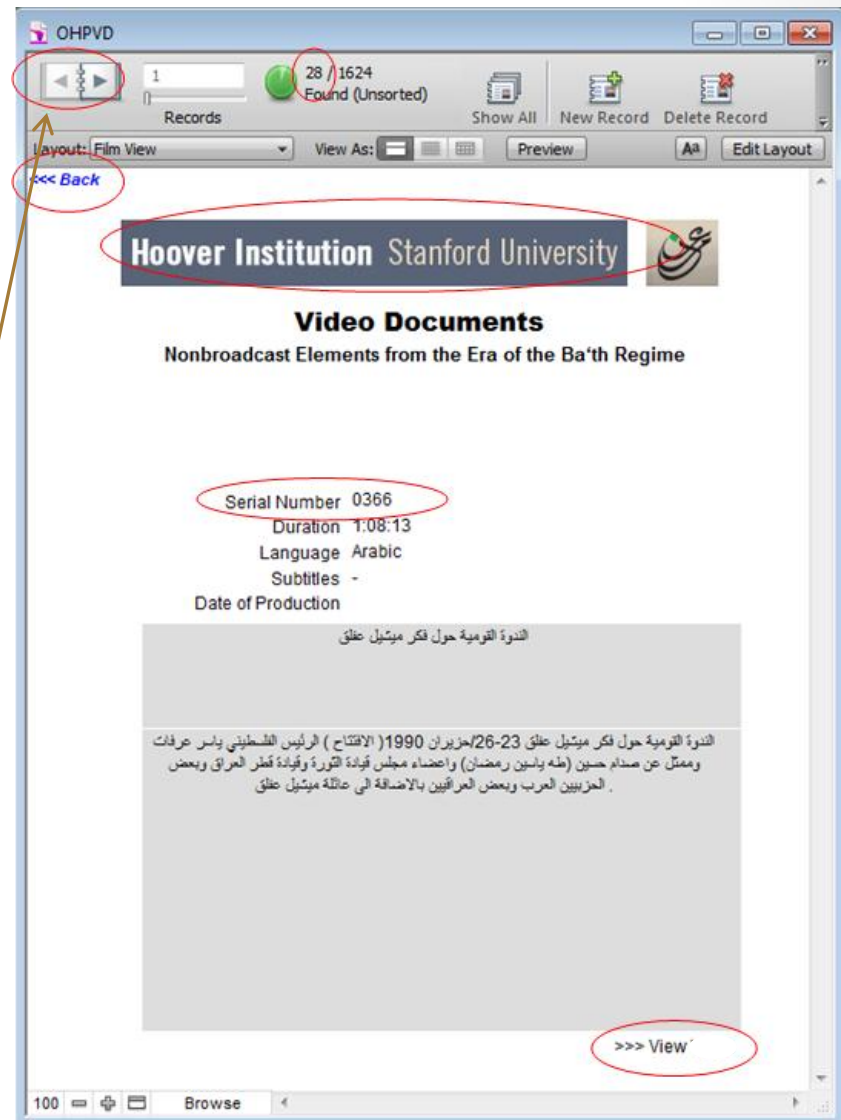 OHPVD
1
28 / 1624
Found (Unsorted)
Records
Show All
New Record
Delete Record
Layout: Film View
View As:
Preview
Aa
Edit Layout
<<< Back
Hoover Institution Stanford University
Video Documents
Nonbroadcast Elements from the Era of the Ba‘th Regime
Serial Number 0366
Duration 1:08:13
Language Arabic
Subtitles -
Date of Production
الندوة القومية حول فكر ميشيل عفلق
الندوة القومية حول فكر ميشيل عفلق 23-26/حزيران 1990( الافتتاح ) الرئيس الفلسطيني ياسر عرفات
وممثل عن صدام حسين (طه ياسين رمضان) واعضاء مجلس قيادة الثورة وقيادة قطر العراق وبعض
الحزبيين العرب وبعض العراقيين بالاضافة الى عائلة ميشيل عفلق .
>>> View
100
Browse